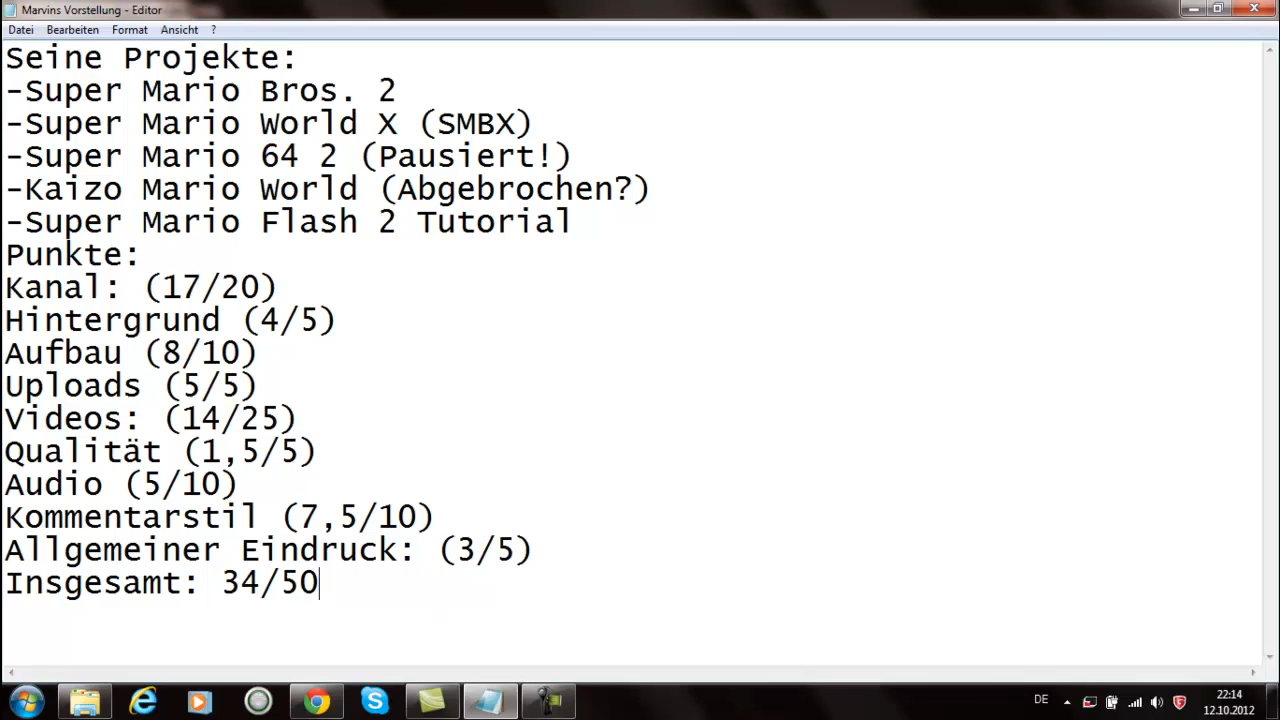 Marvins Vorstellung - Editor
Datei Bearbeiten Format Ansicht ?
Seine Projekte:
-Super Mario Bros. 2
-Super Mario World X (SMBX)
-Super Mario 64 2 (Pausiert!)
-Kaizo Mario World (Abgebrochen?)
-Super Mario Flash 2 Tutorial
Punkte:
Kanal: (17/20)
Hintergrund (4/5)
Aufbau (8/10)
Uploads (5/5)
Videos: (14/25)
Qualität (1,5/5)
Audio (5/10)
Kommentarstil (7,5/10)
Allgemeiner Eindruck: (3/5)
Insgesamt: 34/50
DE
22:14
12.10.2012